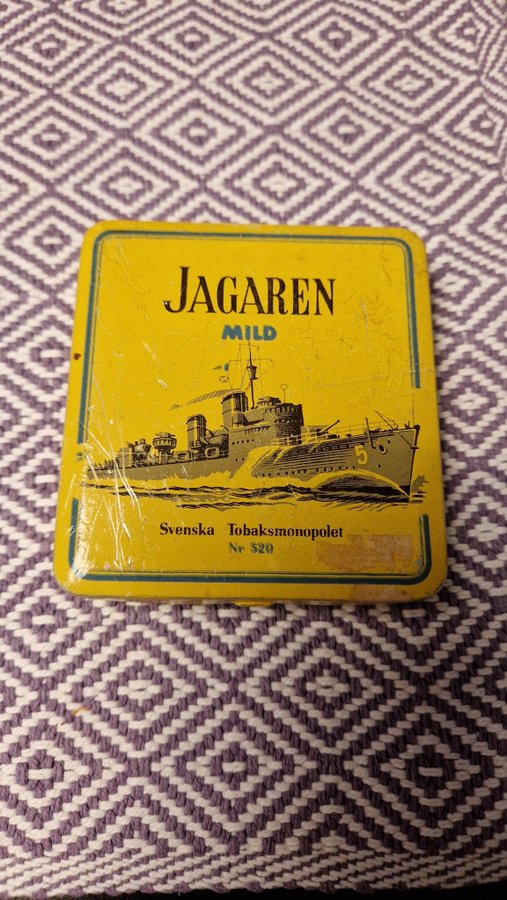 JAGAREN
MILD
5
Svenska Tobaksmonopolet
Nr 320